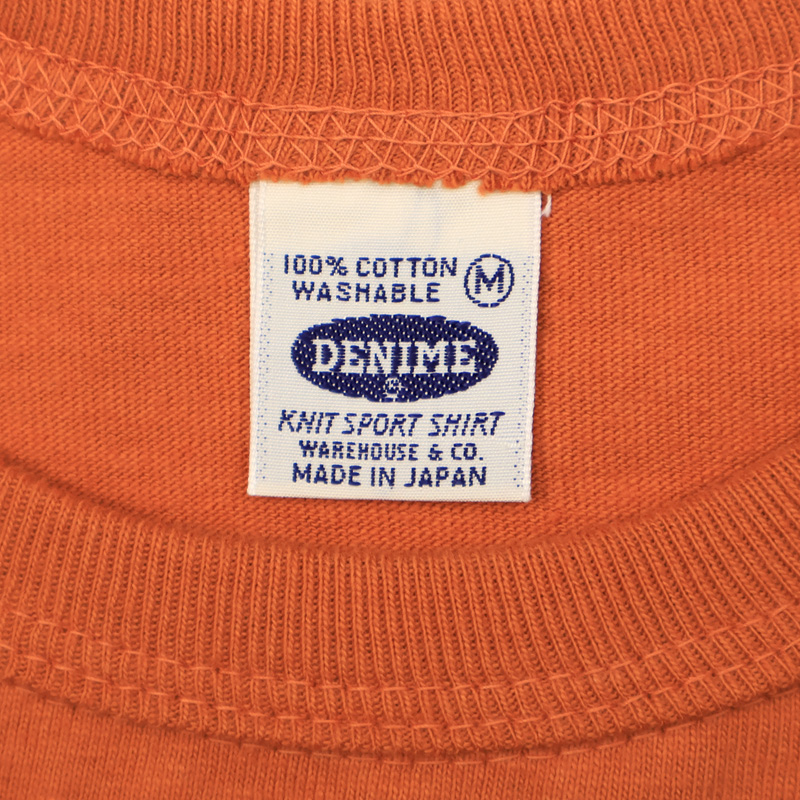 100% COTTON M
WASHABLE
DENIME
KNIT SPORT SHIRT
WAREHOUSE & CO.
MADE IN JAPAN